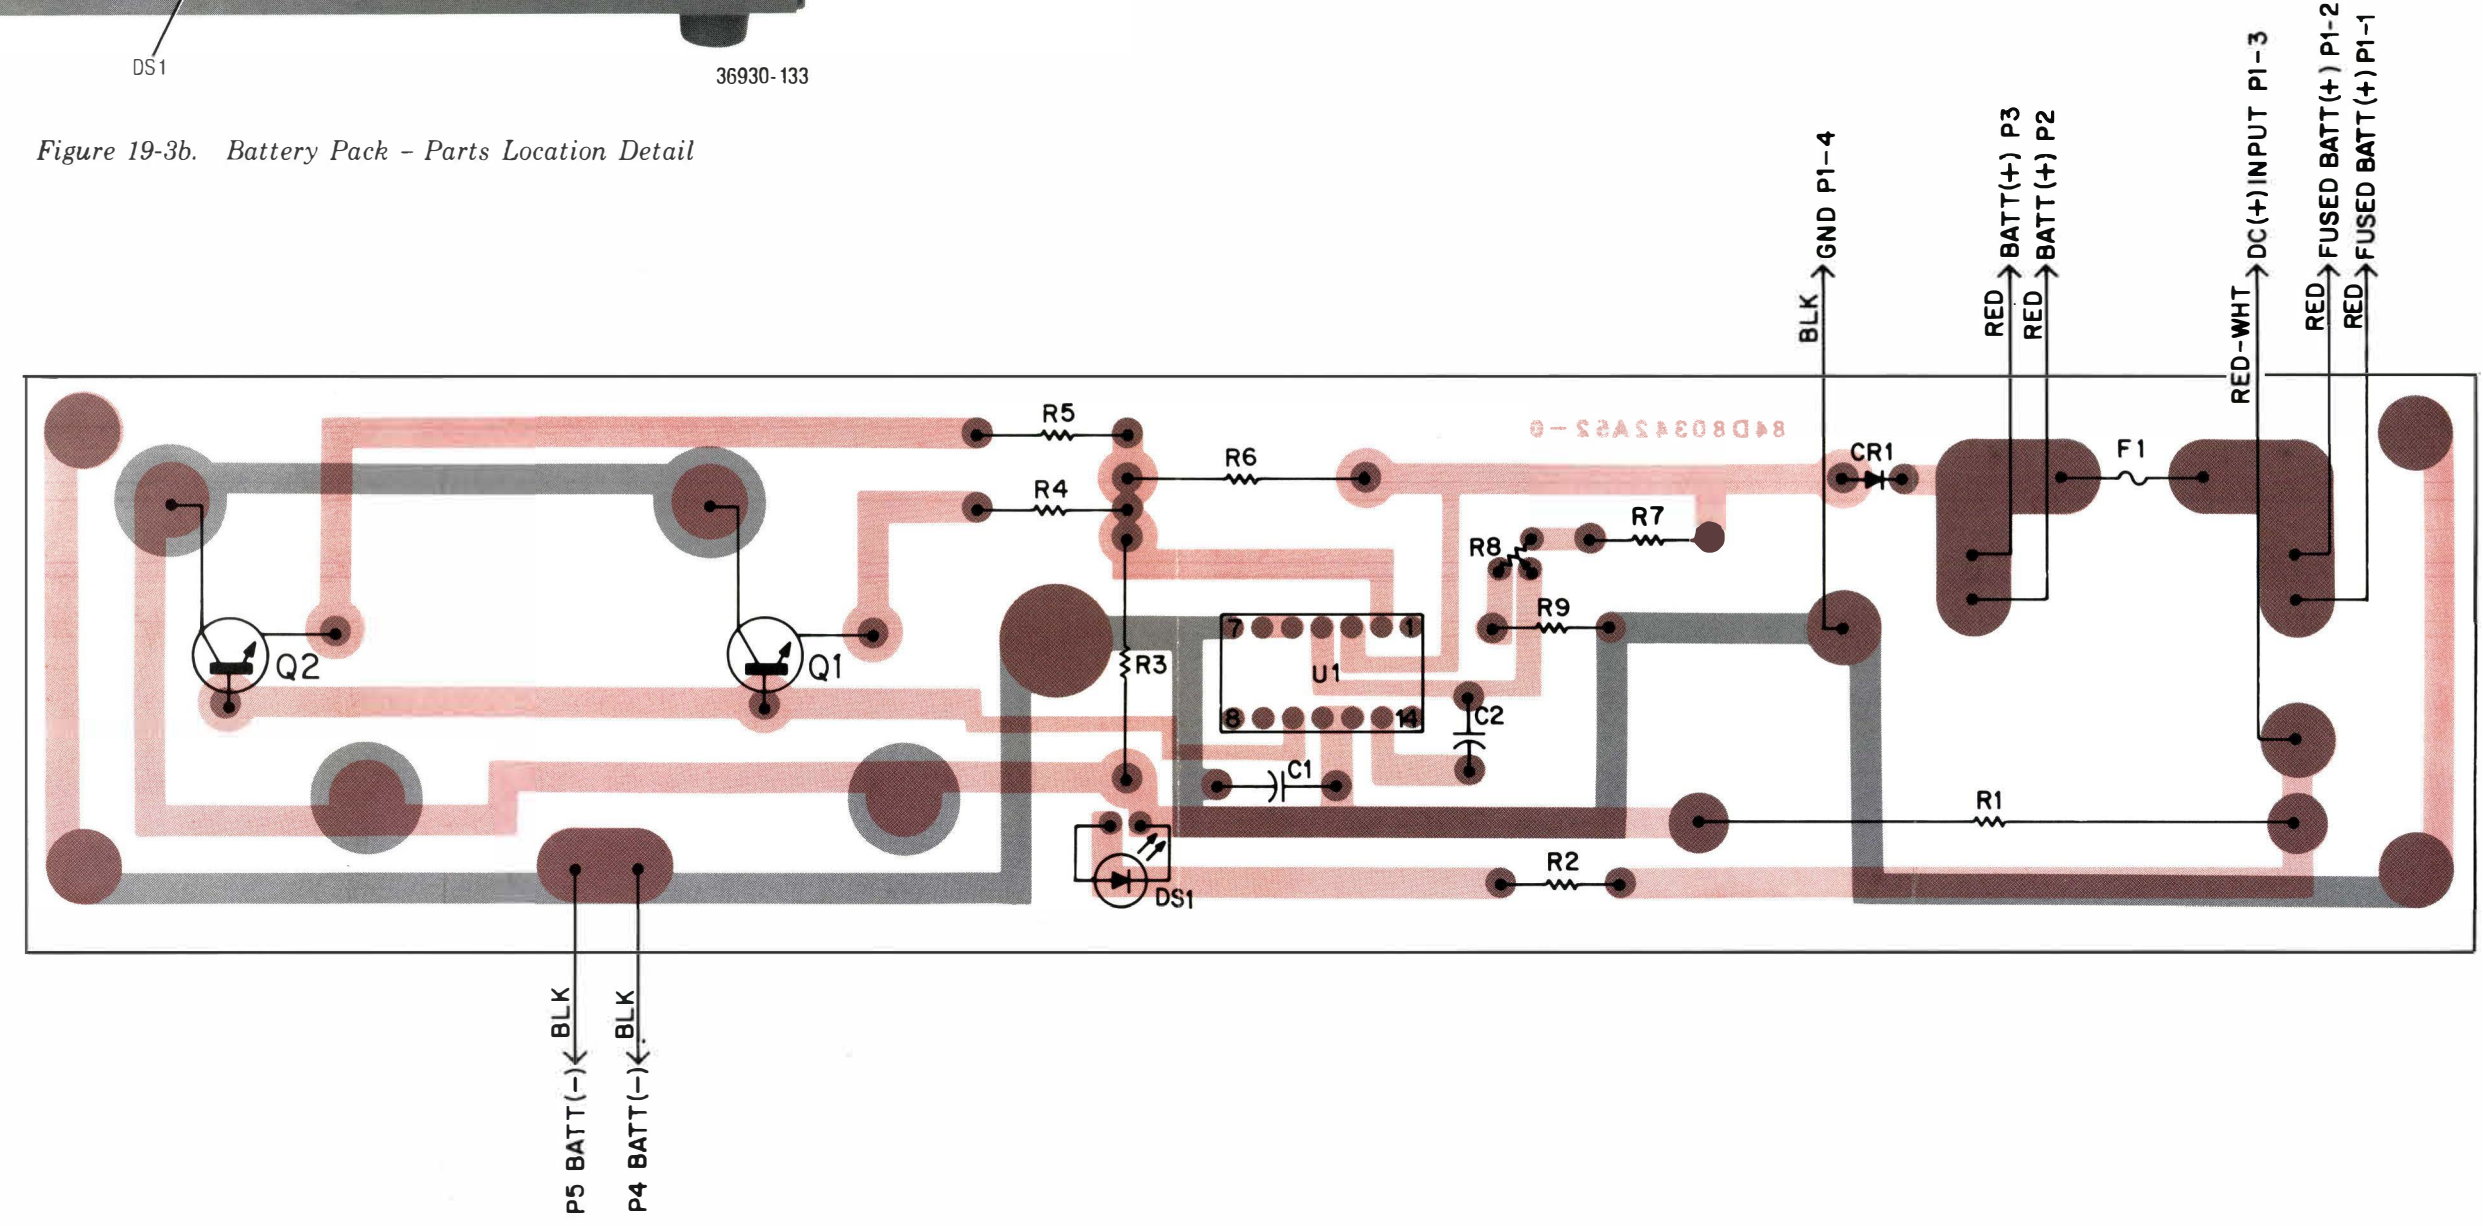 DS1
36930-133
Figure 19-3b. Battery Pack - Parts Location Detail
GND P1-4
BATT(+) P3
BATT(+) P2
DC(+)INPUT P1-3
FUSED BATT(+) P1-2
FUSED BATT(+)P1-1
BLK
RED
RED
RED-WHT
RED
RED
R5
84D80342A52-0
R6
CR1
F1
R4
R7
R8
R9
7
1
Q2
Q1
R3
U1
8
14
C2
C1
R1
R2
DS1
BLK
BLK
P5 BATT(-)
P4 BATT(-)